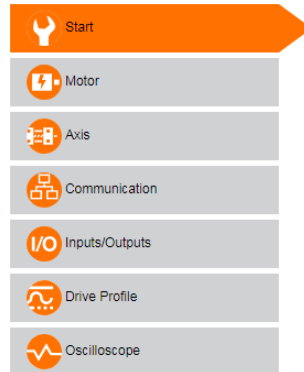 Start
Motor
Axis
Communication
I/O Inputs/Outputs
Drive Profile
Oscilloscope